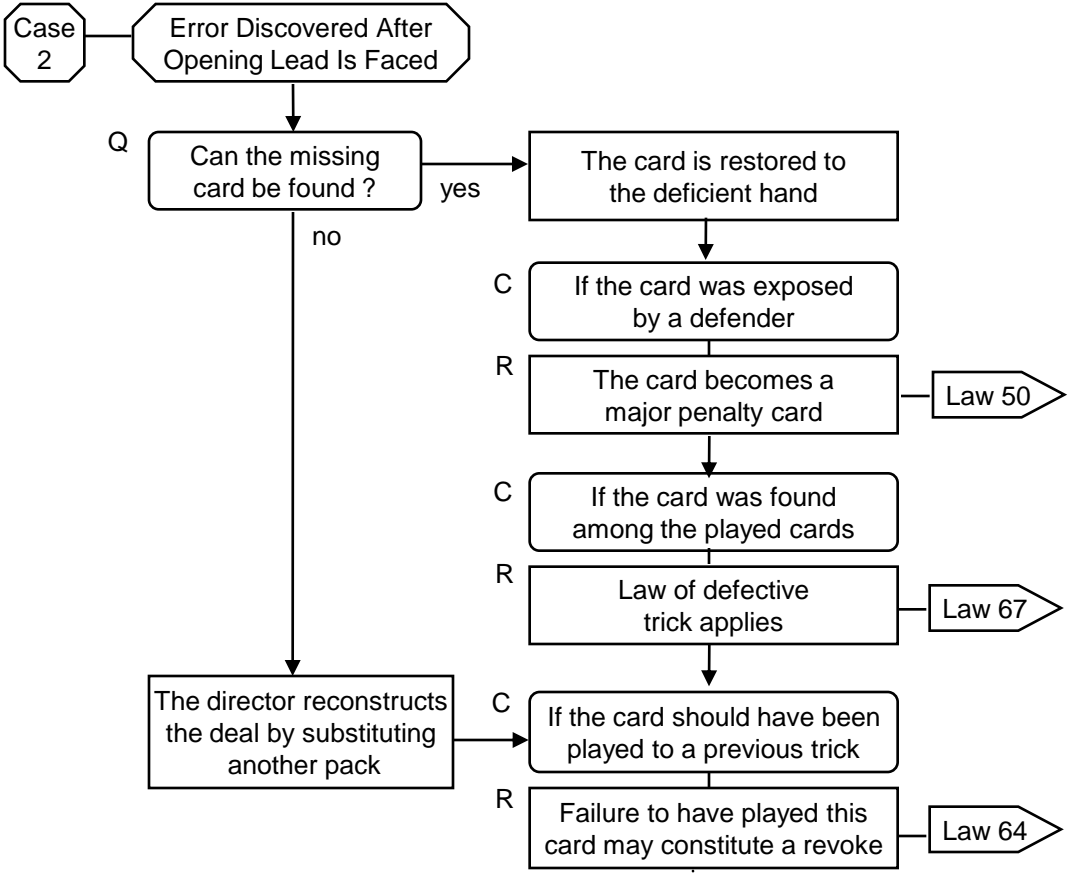 Case
2
Error Discovered After
Opening Lead Is Faced
Q
Can the missing
card be found ?
yes
no
The card is restored to
the deficient hand
C
If the card was exposed
by a defender
R
The card becomes a
major penalty card
Law 50
C
If the card was found
among the played cards
R
Law of defective
trick applies
Law 67
The director reconstructs
the deal by substituting
another pack
C
If the card should have been
played to a previous trick
R
Failure to have played this
card may constitute a revoke
Law 64